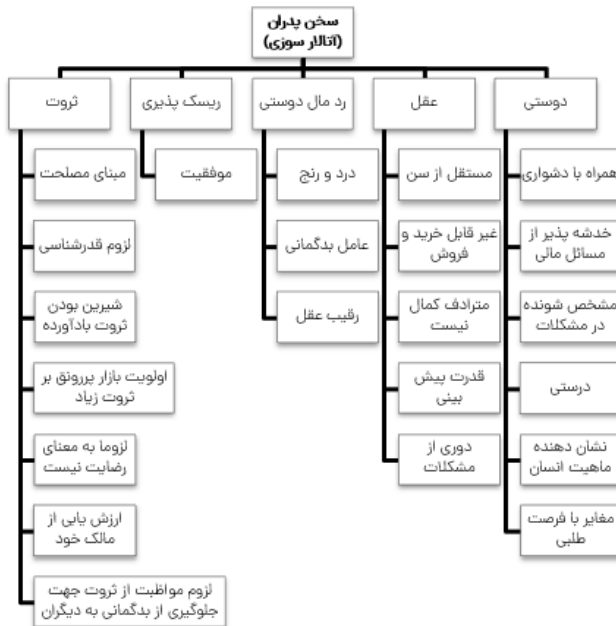 سخن پدران
(آتالار سوزی)
دوستی
همراه با دشواری
خدشه پذیر از
مسائل مالی
مشخص شونده
در مشکلات
درستی
نشان دهنده
ماهیت انسان
مغایر با فرصت
طلبی
عقل
مستقل از سن
غیر قابل خرید و
فروش
مترادف کمال
نیست
قدرت پیش
بینی
دوری از
مشکلات
رد مال دوستی
درد و رنج
عامل بدگمانی
رقیب عقل
ریسک پذیری
موفقیت
ثروت
مبنای مصلحت
لزوم قدرشناسی
شیرین بودن
ثروت بادآورده
اولویت بازار پررونق بر
ثروت زیاد
لزوما به معنای
رضایت نیست
ارزش یابی از
مالک خود
لزوم مواظبت از ثروت جهت
جلوگیری از بدگمانی به دیگران